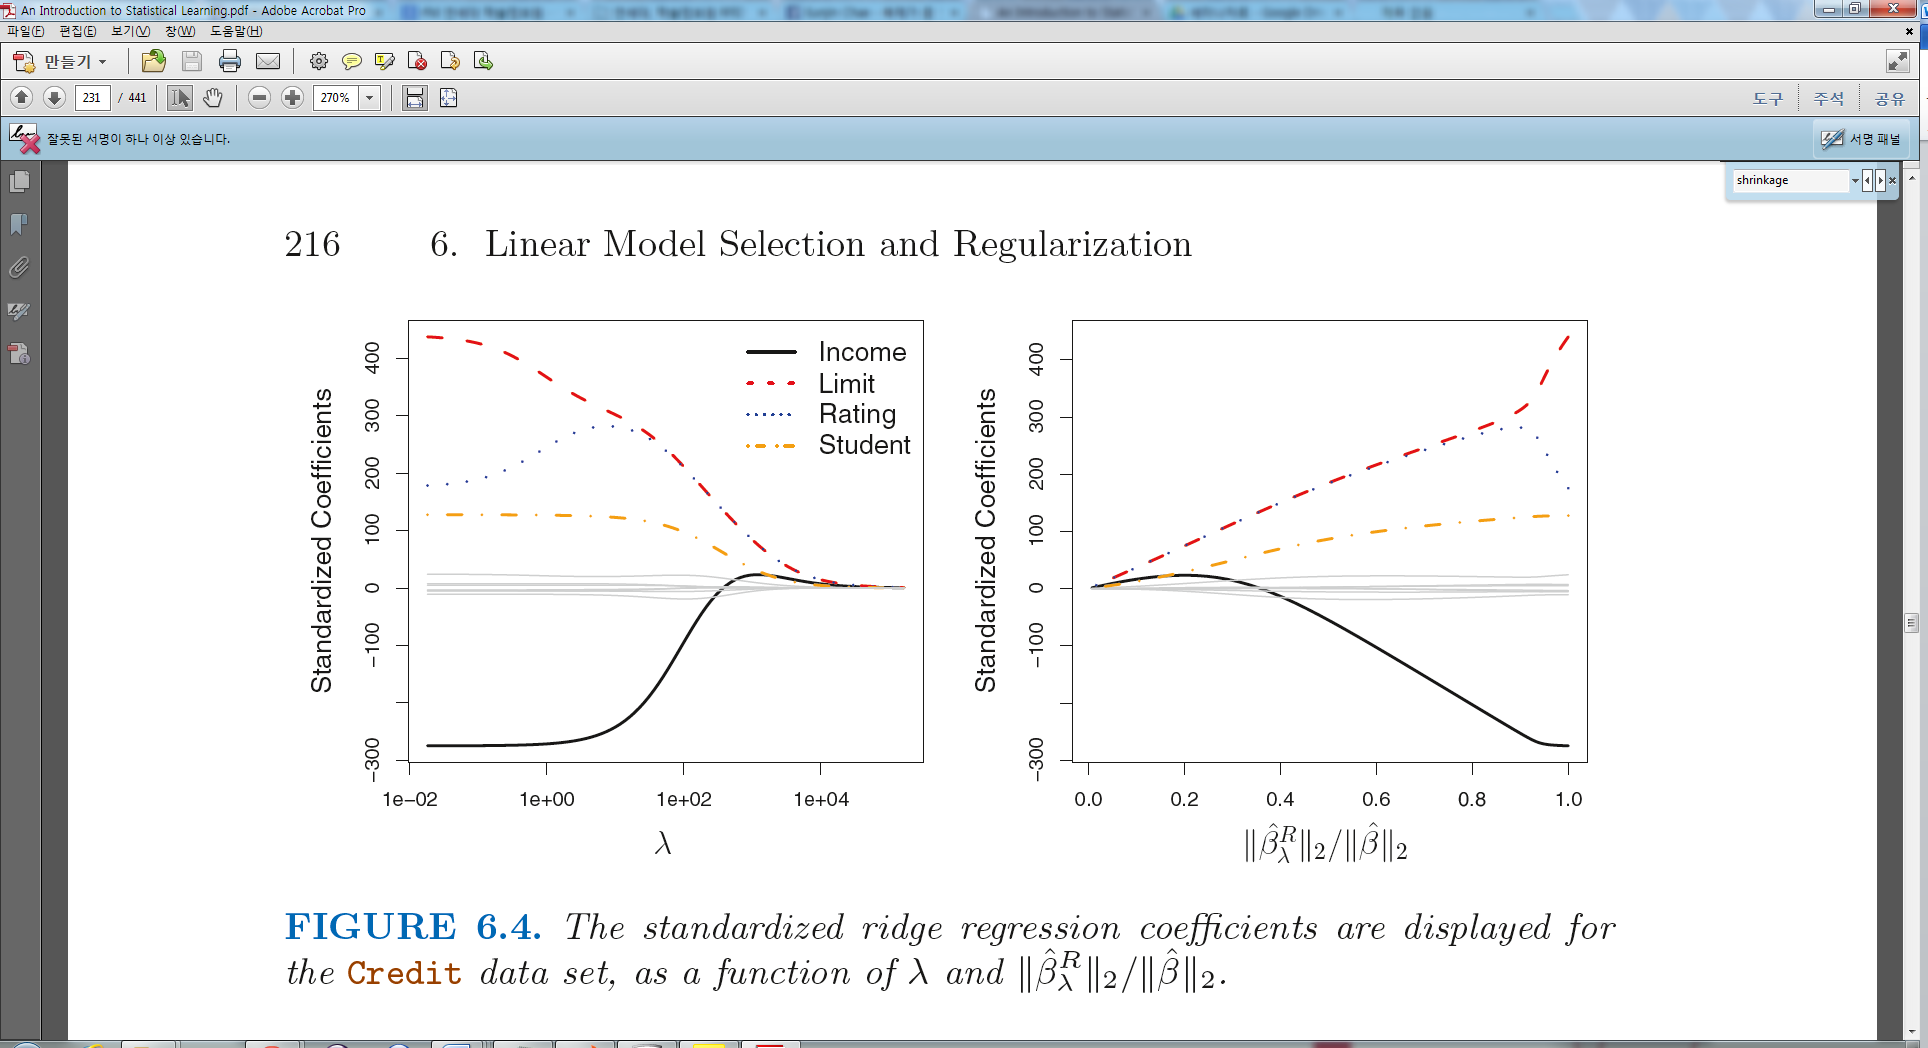 An Introduction to Statistical Learning.pdf - Adobe Acrobat Pro
파일(F) 편집(E) 보기(V) 창(W) 도움말(H)
만들기
231 / 441 270% 도구 주석 공유
잘못된 서명이 하나 이상 있습니다. 서명 패널
shrinkage
216 6. Linear Model Selection and Regularization
Standardized Coefficients
400
300
200
100
0
−100
−300
Income
Limit
Rating
Student
1e−02 1e+00 1e+02 1e+04
λ
Standardized Coefficients
400
300
200
100
0
−100
−300
0.0 0.2 0.4 0.6 0.8 1.0
‖β̂λᴿ‖₂/‖β̂‖₂
FIGURE 6.4. The standardized ridge regression coefficients are displayed for
the Credit data set, as a function of λ and ‖β̂λᴿ‖₂/‖β̂‖₂.